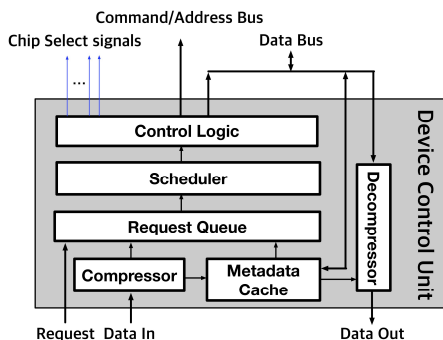 Command/Address Bus
Chip Select signals
Data Bus
...
Control Logic
Scheduler
Request Queue
Compressor
Metadata
Cache
Decompressor
Device Control Unit
Request
Data In
Data Out